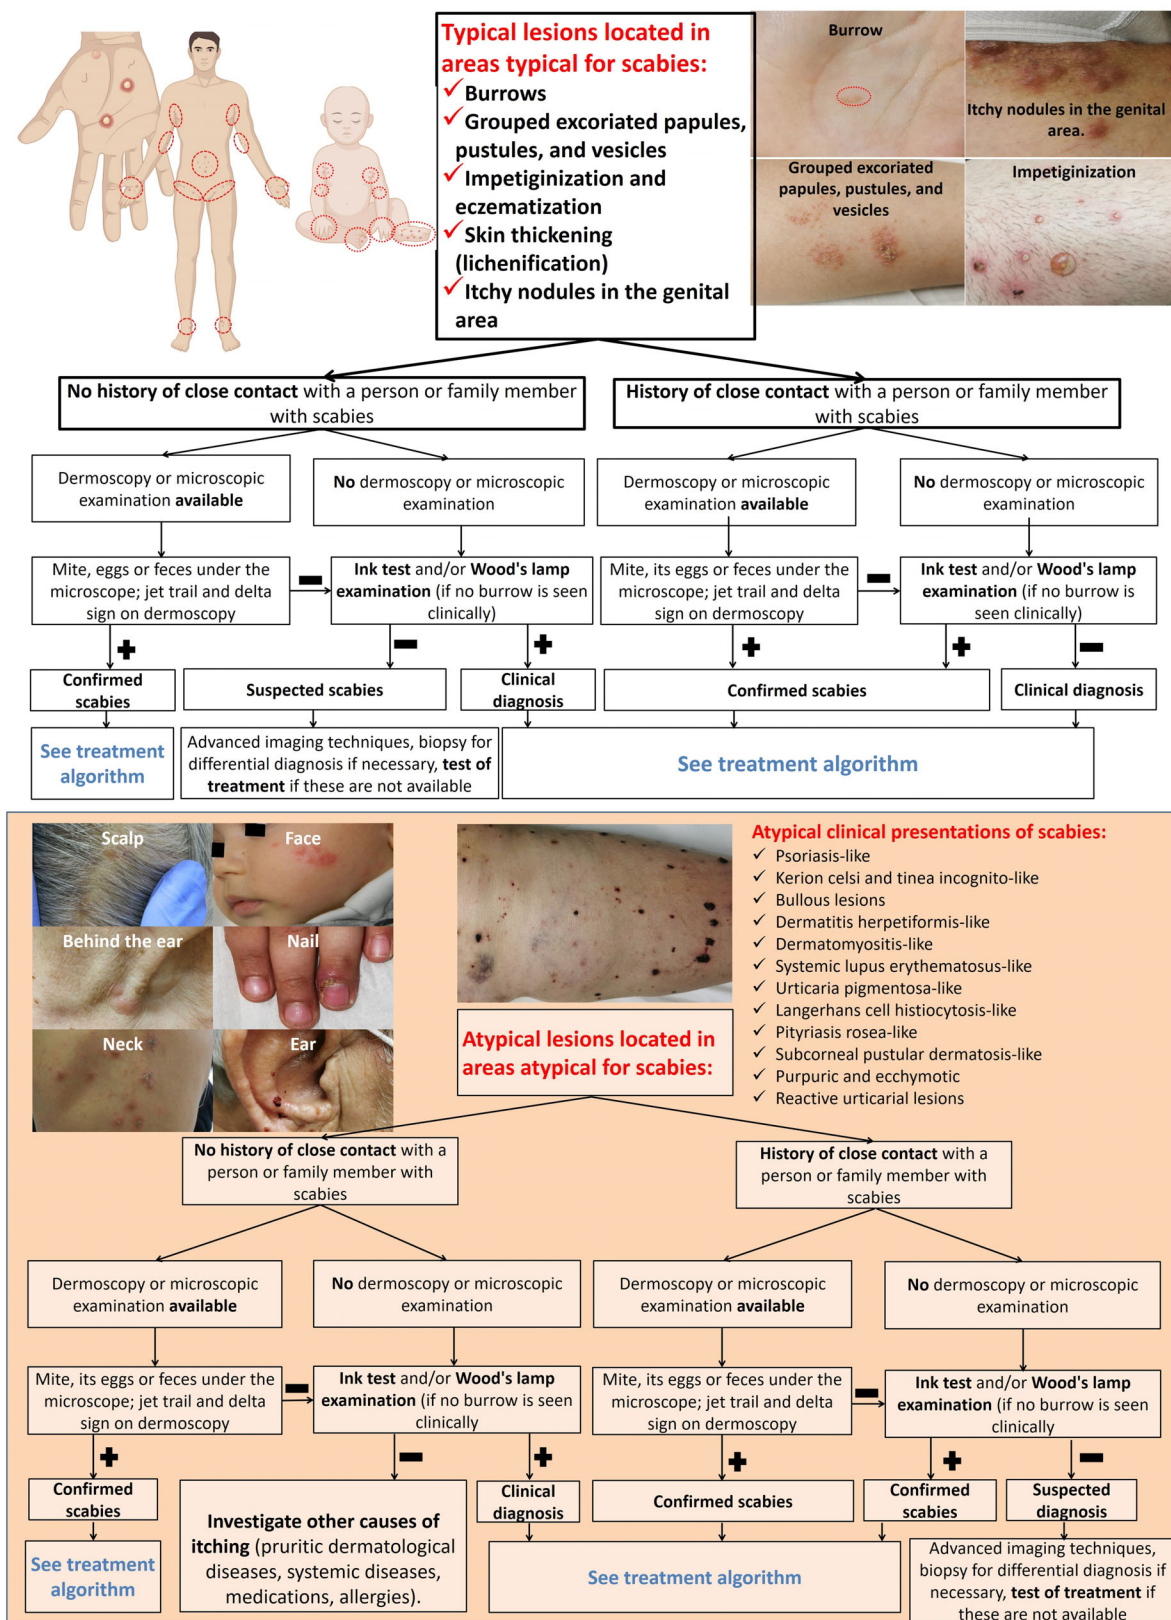 Typical lesions located in
areas typical for scabies:
✓Burrows
✓Grouped excoriated papules,
pustules, and vesicles
✓Impetiginization and
eczematization
✓Skin thickening
(lichenification)
✓Itchy nodules in the genital
area
Burrow
Itchy nodules in the genital
area.
Grouped excoriated
papules, pustules, and
vesicles
Impetiginization
No history of close contact with a person or family member
with scabies
History of close contact with a person or family member
with scabies
Dermoscopy or microscopic
examination available
No dermoscopy or microscopic
examination
Dermoscopy or microscopic
examination available
No dermoscopy or microscopic
examination
Mite, eggs or feces under the
microscope; jet trail and delta
sign on dermoscopy
Ink test and/or Wood's lamp
examination (if no burrow is seen
clinically)
Mite, its eggs or feces under the
microscope; jet trail and delta
sign on dermoscopy
Ink test and/or Wood's lamp
examination (if no burrow is
seen clinically)
Confirmed
scabies
Suspected scabies
Clinical
diagnosis
Confirmed scabies
Clinical diagnosis
See treatment
algorithm
Advanced imaging techniques, biopsy for
differential diagnosis if necessary, test of
treatment if these are not available
See treatment algorithm
Scalp
Face
Behind the ear
Nail
Neck
Ear
Atypical lesions located in
areas atypical for scabies:
Atypical clinical presentations of scabies:
✓ Psoriasis-like
✓ Kerion celsi and tinea incognito-like
✓ Bullous lesions
✓ Dermatitis herpetiformis-like
✓ Dermatomyositis-like
✓ Systemic lupus erythematosus-like
✓ Urticaria pigmentosa-like
✓ Langerhans cell histiocytosis-like
✓ Pityriasis rosea-like
✓ Subcorneal pustular dermatosis-like
✓ Purpuric and ecchymotic
✓ Reactive urticarial lesions
No history of close contact with a
person or family member with
scabies
History of close contact with a
person or family member with
scabies
Dermoscopy or microscopic
examination available
No dermoscopy or microscopic
examination
Dermoscopy or microscopic
examination available
No dermoscopy or microscopic
examination
Mite, its eggs or feces under the
microscope; jet trail and delta
sign on dermoscopy
Ink test and/or Wood's lamp
examination (if no burrow is seen
clinically
Mite, its eggs or feces under the
microscope; jet trail and delta
sign on dermoscopy
Ink test and/or Wood's lamp
examination (if no burrow is seen
clinically
Confirmed
scabies
Investigate other causes of
itching (pruritic dermatological
diseases, systemic diseases,
medications, allergies).
Clinical
diagnosis
Confirmed scabies
Confirmed
scabies
Suspected
diagnosis
See treatment
algorithm
See treatment algorithm
Advanced imaging techniques,
biopsy for differential diagnosis if
necessary, test of treatment if
these are not available